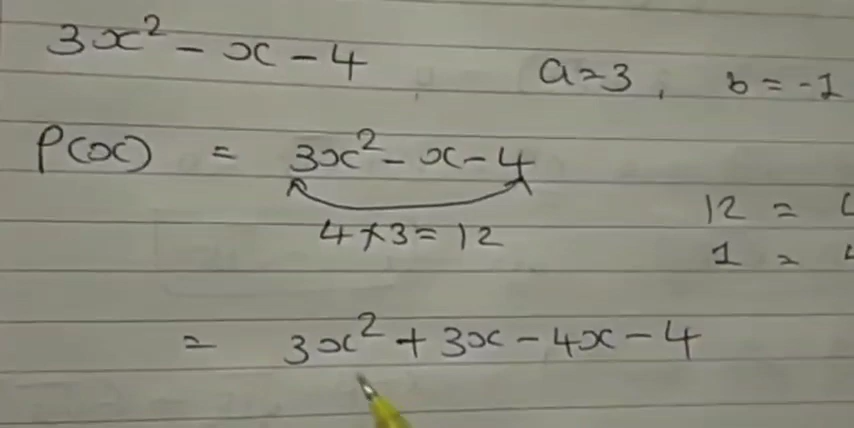 3x² - x - 4    a = 3, b = -1
P(x) = 3x² - x - 4
4 × 3 = 12
12 =
1 =
= 3x² + 3x - 4x - 4